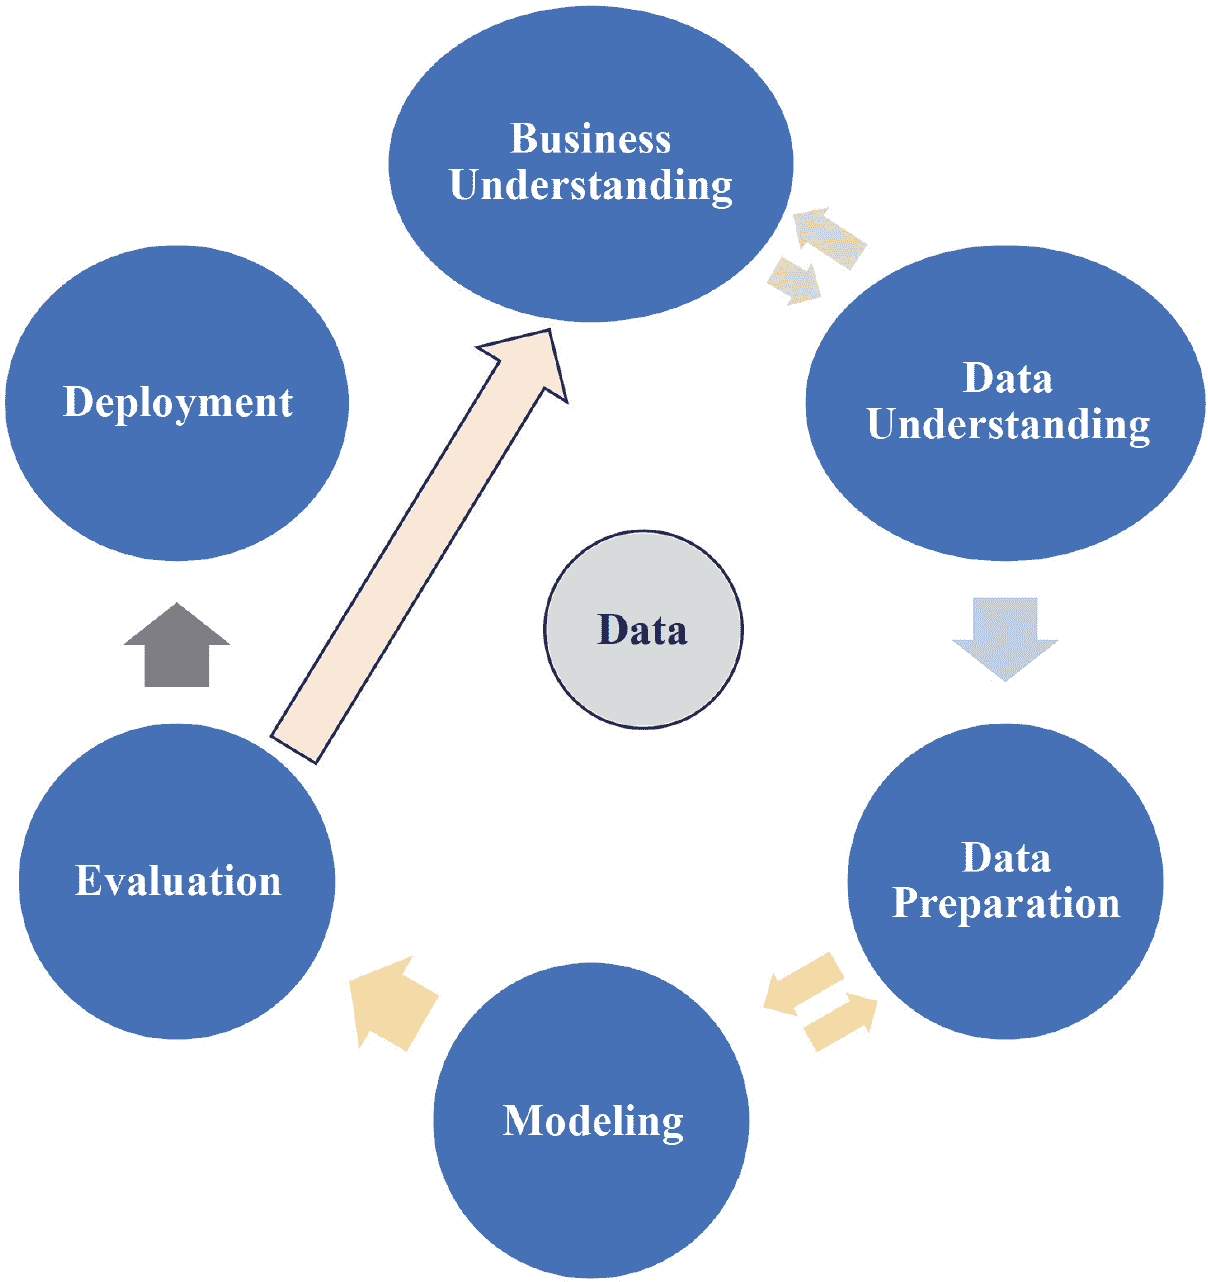 Business
Understanding
Data
Understanding
Deployment
Data
Data
Preparation
Evaluation
Modeling